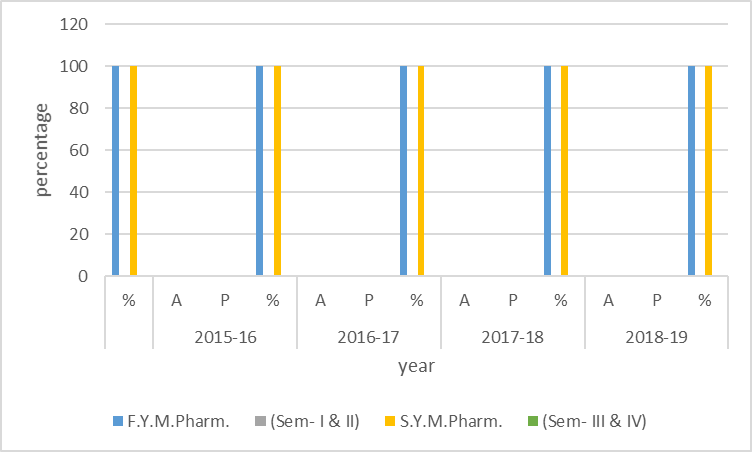 120
100
80
60
40
20
0
percentage
% A P % A P % A P % A P %
2015-16 2016-17 2017-18 2018-19
year
F.Y.M.Pharm. (Sem- I & II) S.Y.M.Pharm. (Sem- III & IV)